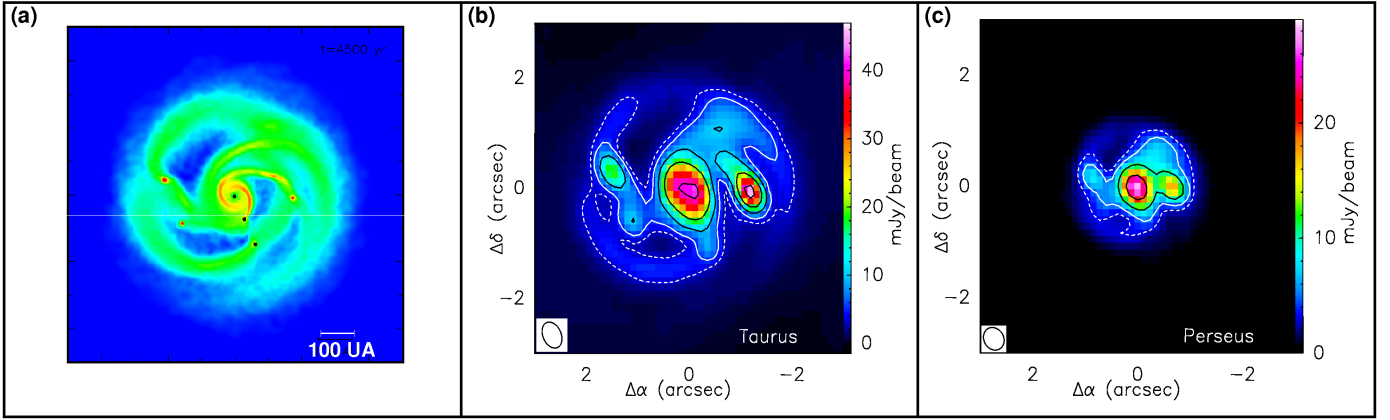 (a)
t=4500 y
100 UA
(b)
2
0
−2
Δδ (arcsec)
2
0
−2
Δα (arcsec)
Taurus
40
30
20
10
0
mJy/beam
(c)
2
0
−2
Δδ (arcsec)
2
0
−2
Δα (arcsec)
Perseus
20
10
0
mJy/beam